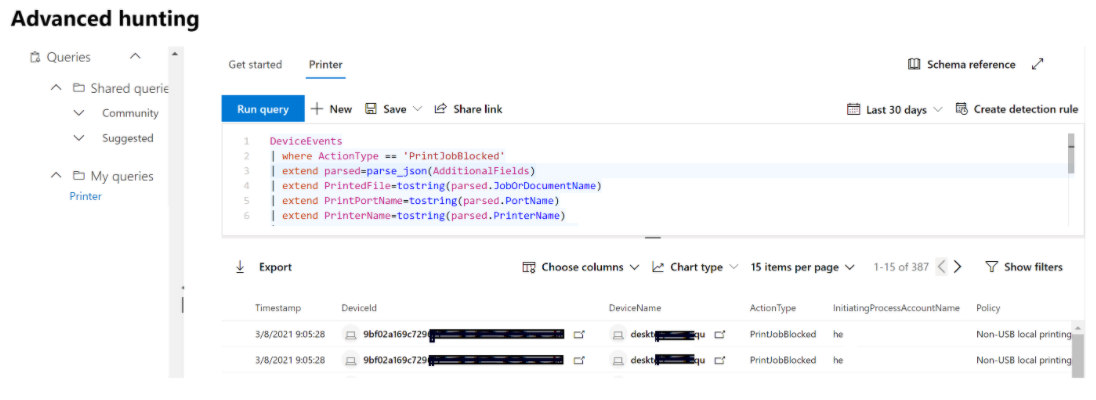 Advanced hunting
Queries
Shared querie
Community
Suggested
My queries
Printer
Get started Printer
Schema reference
Run query New Save Share link
Last 30 days Create detection rule
1 DeviceEvents
2 | where ActionType == 'PrintJobBlocked'
3 | extend parsed=parse_json(AdditionalFields)
4 | extend PrintedFile=tostring(parsed.JobOrDocumentName)
5 | extend PrintPortName=tostring(parsed.PortName)
6 | extend PrinterName=tostring(parsed.PrinterName)
Export Choose columns Chart type 15 items per page 1-15 of 387 Show filters
Timestamp DeviceId DeviceName ActionType InitiatingProcessAccountName Policy
3/8/2021 9:05:28 9bf02a169c729 deskt qu PrintJobBlocked he Non-USB local printing
3/8/2021 9:05:28 9bf02a169c729 deskt qu PrintJobBlocked he Non-USB local printing